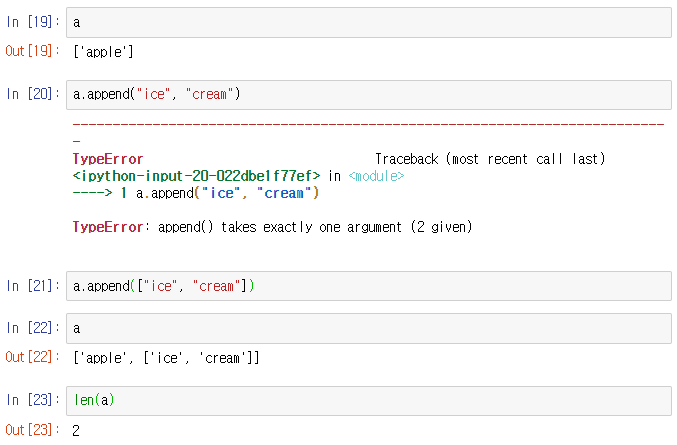 In [19]: a
Out[19]: ['apple']
In [20]: a.append("ice", "cream")
---------------------------------------------------------------------------
TypeError                                 Traceback (most recent call last)
<ipython-input-20-022dbe1f77ef> in <module>
----> 1 a.append("ice", "cream")
TypeError: append() takes exactly one argument (2 given)
In [21]: a.append(["ice", "cream"])
In [22]: a
Out[22]: ['apple', ['ice', 'cream']]
In [23]: len(a)
Out[23]: 2